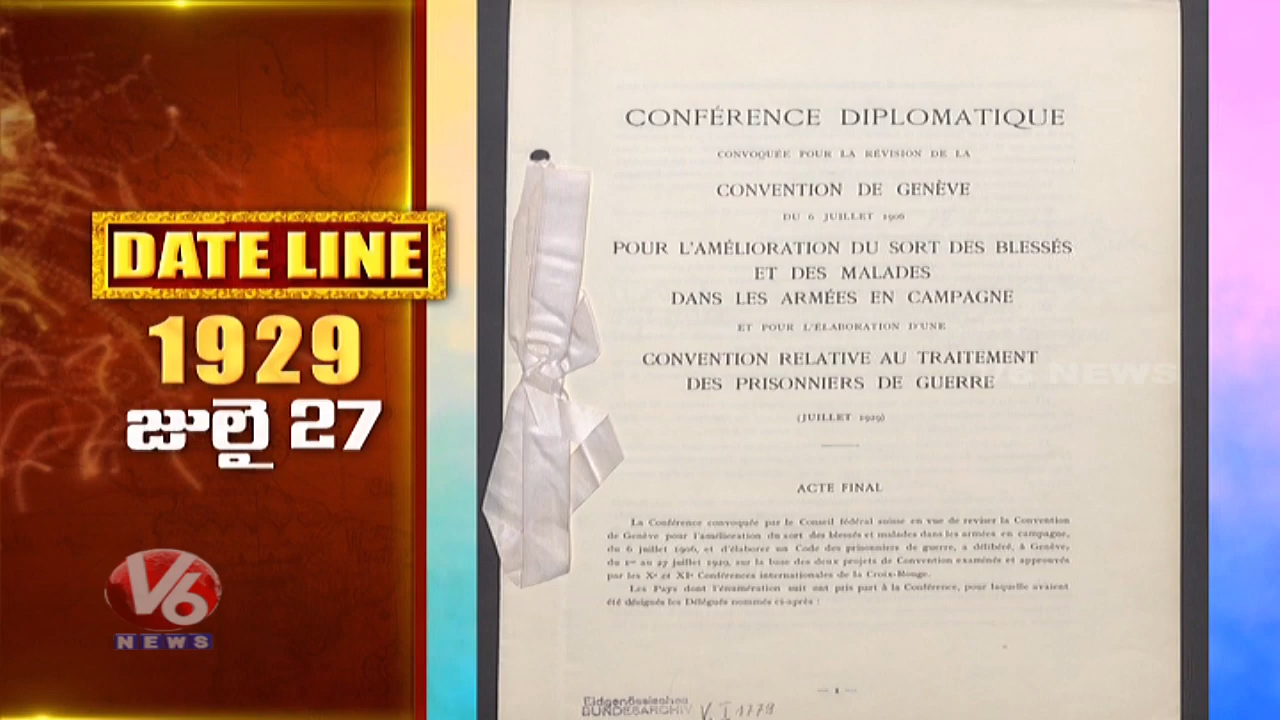 DATE LINE
1929
జులై 27
V6
NEWS
CONFÉRENCE DIPLOMATIQUE
CONVOQUÉE POUR LA RÉVISION DE LA
CONVENTION DE GENÈVE
DU 6 JUILLET 1906
POUR L'AMÉLIORATION DU SORT DES BLESSÉS
ET DES MALADES
DANS LES ARMÉES EN CAMPAGNE
ET POUR L'ÉLABORATION D'UNE
CONVENTION RELATIVE AU TRAITEMENT
DES PRISONNIERS DE GUERRE
V6 NEWS
(JUILLET 1929)
ACTE FINAL
La Conférence convoquée par le Conseil fédéral suisse en vue de reviser la Convention
de Genève pour l'amélioration du sort des blessés et malades dans les armées en campagne,
du 6 juillet 1906, et d'élaborer un Code des prisonniers de guerre, a délibéré, à Genève,
du 1er au 27 juillet 1929, sur la base des deux projets de Convention examinés et approuvés
par les Xe et XIe Conférences internationales de la Croix-Rouge.
Les Pays dont l'énumération suit ont pris part à la Conférence, pour laquelle avaient
été désignés les Délégués nommés ci-après :
— 1 —
Eidgenössisches
BUNDESARCHIV